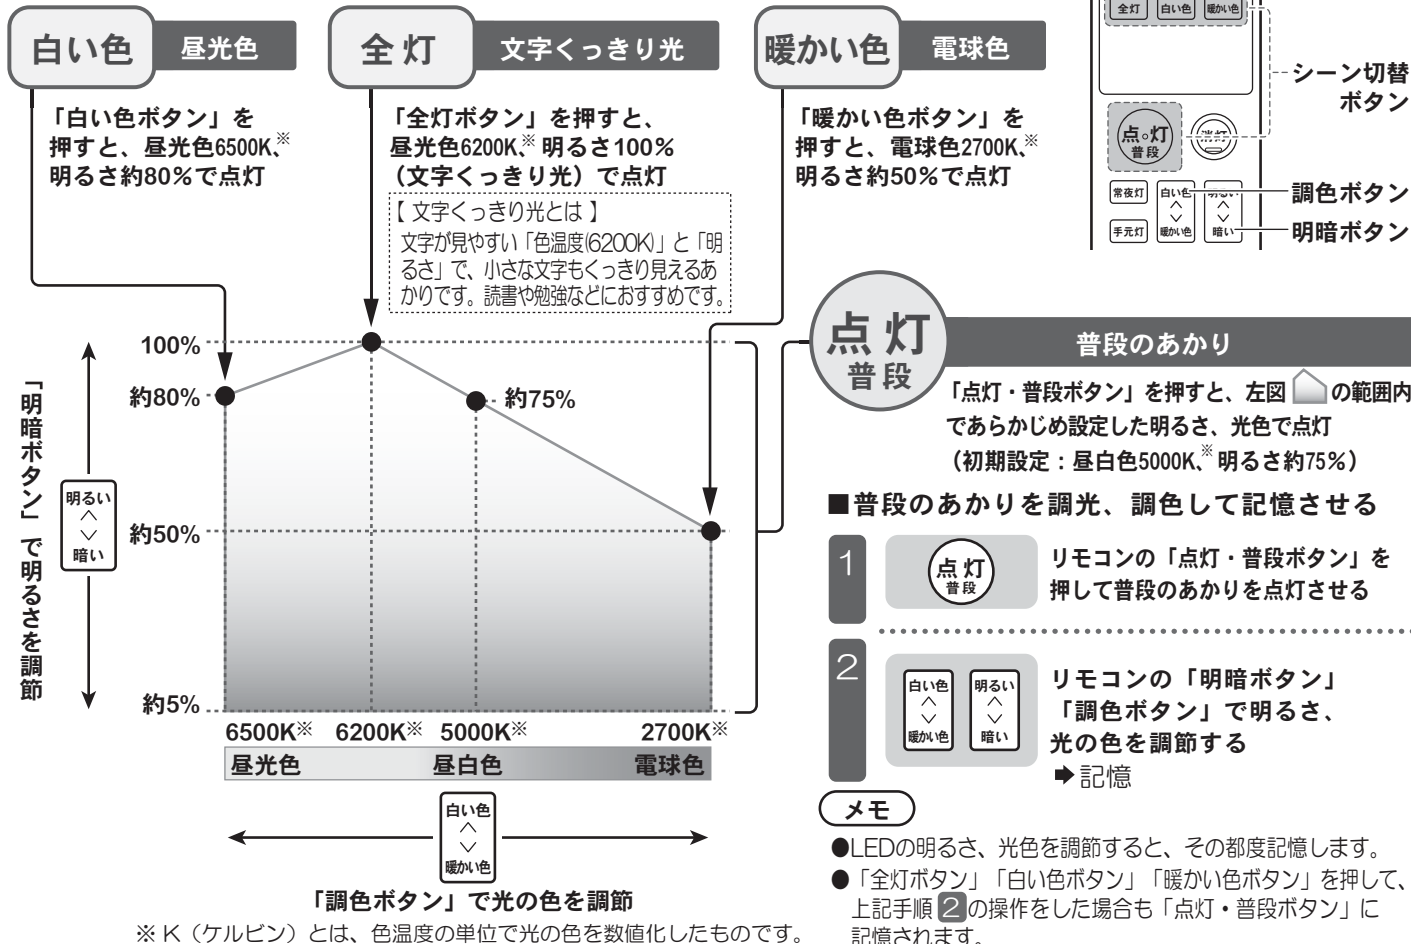 白い色 昼光色
「白い色ボタン」を
押すと、昼光色6500K、※
明るさ約80%で点灯
全灯 文字くっきり光
「全灯ボタン」を押すと、
昼光色6200K、※ 明るさ100%
(文字くっきり光)で点灯
【 文字くっきり光とは 】
文字が見やすい「色温度(6200K)」と「明
るさ」で、小さな文字もくっきり見えるあ
かりです。読書や勉強などにおすすめです。
暖かい色 電球色
「暖かい色ボタン」を
押すと、電球色2700K、※
明るさ約50%で点灯
全灯 白い色 暖かい色
シーン切替
ボタン
点灯 消灯
普段
常夜灯 白い色 明るい
調色ボタン
手元灯 暖かい色 暗い
明暗ボタン
「明暗ボタン」で明るさを調節
明るい
暗い
100%
約80%
約75%
約50%
約5%
6500K※ 6200K※ 5000K※ 2700K※
昼光色 昼白色 電球色
白い色
暖かい色
「調色ボタン」で光の色を調節
※ K(ケルビン)とは、色温度の単位で光の色を数値化したものです。
点灯
普段
普段のあかり
「点灯・普段ボタン」を押すと、左図 の範囲内
であらかじめ設定した明るさ、光色で点灯
(初期設定:昼白色5000K、※ 明るさ約75%)
■普段のあかりを調光、調色して記憶させる
1
点灯
普段
リモコンの「点灯・普段ボタン」を
押して普段のあかりを点灯させる
2
白い色 明るい
暖かい色 暗い
リモコンの「明暗ボタン」
「調色ボタン」で明るさ、
光の色を調節する
➡記憶
メモ
●LEDの明るさ、光色を調節すると、その都度記憶します。
●「全灯ボタン」「白い色ボタン」「暖かい色ボタン」を押して、
上記手順 2 の操作をした場合も「点灯・普段ボタン」に
記憶されます。